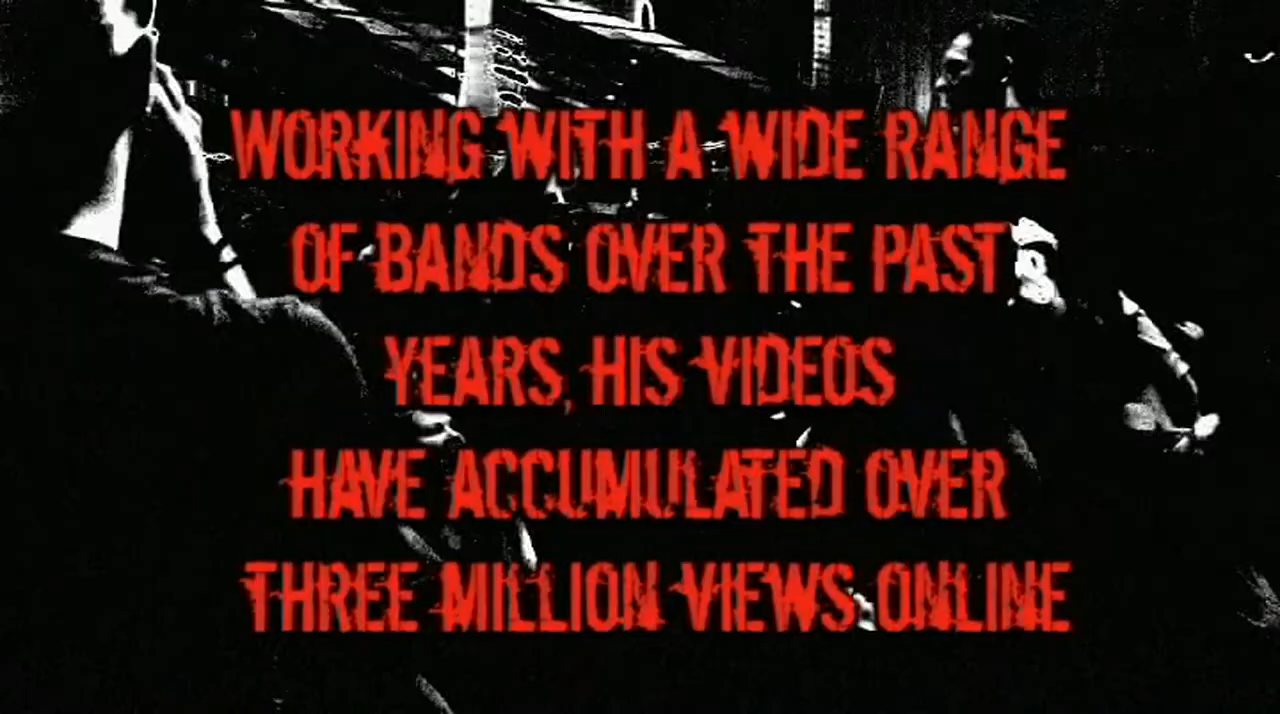 WORKING WITH A WIDE RANGE
OF BANDS OVER THE PAST
YEARS, HIS VIDEOS
HAVE ACCUMULATED OVER
THREE MILLION VIEWS ONLINE